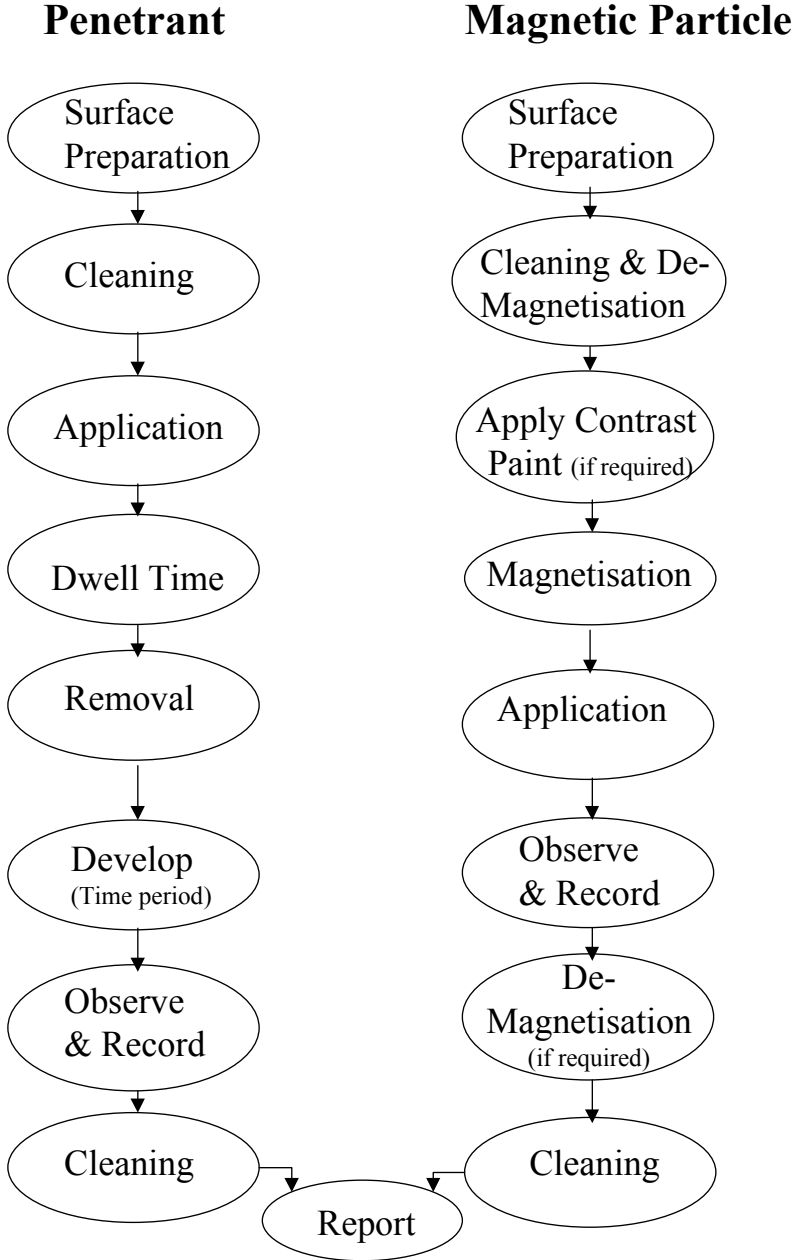 Penetrant
Surface
Preparation
Cleaning
Application
Dwell Time
Removal
Develop
(Time period)
Observe
& Record
Cleaning
Magnetic Particle
Surface
Preparation
Cleaning & De-
Magnetisation
Apply Contrast
Paint (if required)
Magnetisation
Application
Observe
& Record
De-
Magnetisation
(if required)
Cleaning
Report